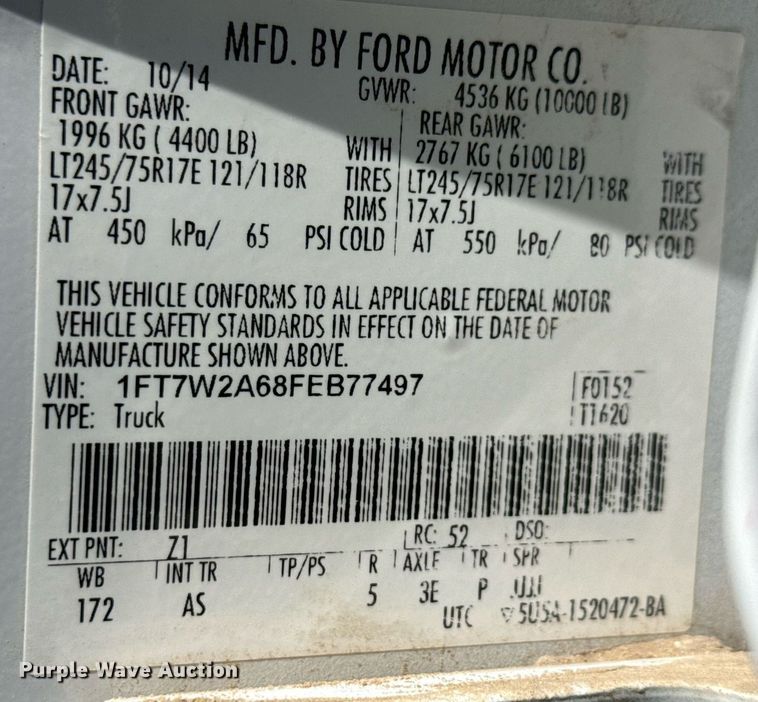 MFD. BY FORD MOTOR CO.
DATE: 10/14 GVWR: 4536 KG (10000 LB)
FRONT GAWR: REAR GAWR:
1996 KG ( 4400 LB) WITH 2767 KG ( 6100 LB) WITH
LT245/75R17E 121/118R TIRES LT245/75R17E 121/118R TIRES
17x7.5J RIMS 17x7.5J RIMS
AT 450 kPa/ 65 PSI COLD AT 550 kPa/ 80 PSI COLD
THIS VEHICLE CONFORMS TO ALL APPLICABLE FEDERAL MOTOR
VEHICLE SAFETY STANDARDS IN EFFECT ON THE DATE OF
MANUFACTURE SHOWN ABOVE.
VIN: 1FT7W2A68FEB77497 F0152
TYPE: Truck T1620
EXT PNT: Z1 RC: 52 DSO:
WB INT TR TP/PS R AXLE TR SPR
172 AS 5 3E P
UTC 5USA-1520472-BA
Purple Wave Auction